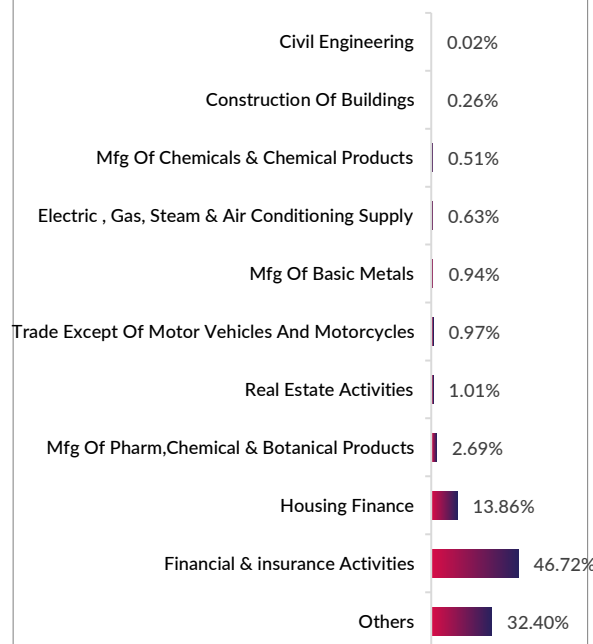 Civil Engineering 0.02%
Construction Of Buildings 0.26%
Mfg Of Chemicals & Chemical Products 0.51%
Electric , Gas, Steam & Air Conditioning Supply 0.63%
Mfg Of Basic Metals 0.94%
Trade Except Of Motor Vehicles And Motorcycles 0.97%
Real Estate Activities 1.01%
Mfg Of Pharm,Chemical & Botanical Products 2.69%
Housing Finance 13.86%
Financial & insurance Activities 46.72%
Others 32.40%